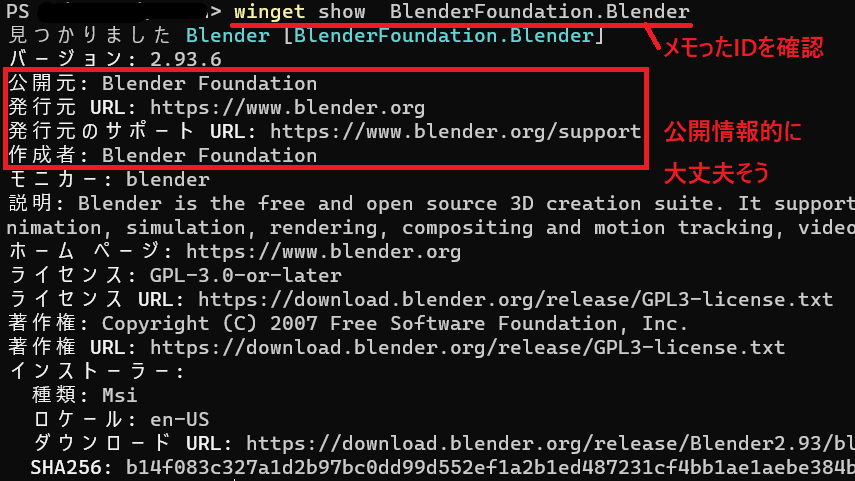 PS > winget show BlenderFoundation.Blender
見つかりました Blender [BlenderFoundation.Blender]
メモったIDを確認
バージョン: 2.93.6
公開元: Blender Foundation
発行元 URL: https://www.blender.org
発行元のサポート URL: https://www.blender.org/support
公開情報的に
大丈夫そう
作成者: Blender Foundation
モニカー: blender
説明: Blender is the free and open source 3D creation suite. It support
nimation, simulation, rendering, compositing and motion tracking, video
ホーム ページ: https://www.blender.org
ライセンス: GPL-3.0-or-later
ライセンス URL: https://download.blender.org/release/GPL3-license.txt
著作権: Copyright (C) 2007 Free Software Foundation, Inc.
著作権 URL: https://download.blender.org/release/GPL3-license.txt
インストーラー:
種類: Msi
ロケール: en-US
ダウンロード URL: https://download.blender.org/release/Blender2.93/bl
SHA256: b14f083c327a1d2b97bc0dd99d552ef1a2b1ed487231cf4bb1ae1aebe384b